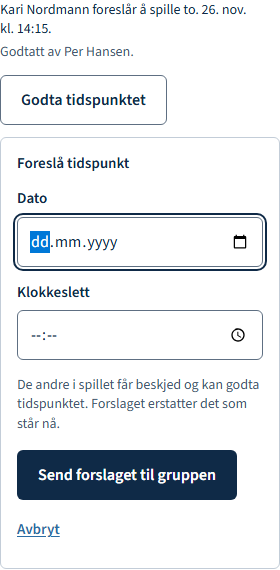 Kari Nordmann foreslår å spille to. 26. nov.
kl. 14:15.
Godtatt av Per Hansen.
Godta tidspunktet
Foreslå tidspunkt
Dato
dd.mm.yyyy
Klokkeslett
--:--
De andre i spillet får beskjed og kan godta
tidspunktet. Forslaget erstatter det som
står nå.
Send forslaget til gruppen
Avbryt